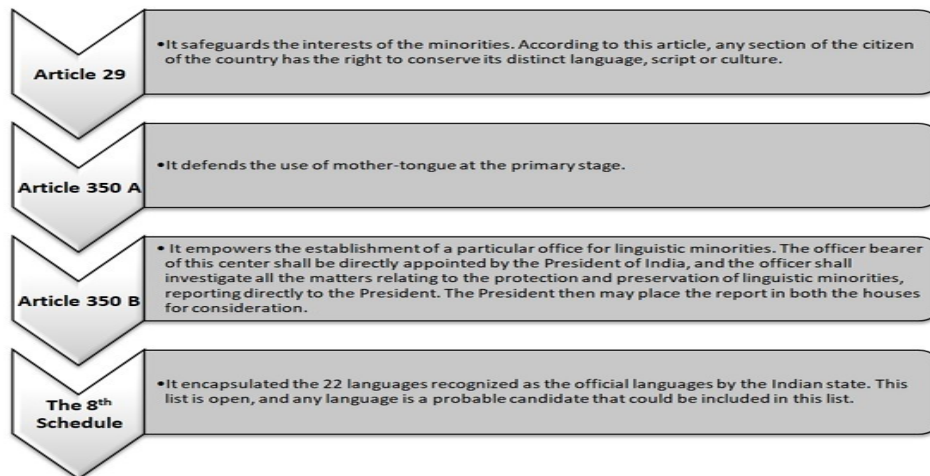 Article 29
•It safeguards the interests of the minorities. According to this article, any section of the citizen
of the country has the right to conserve its distinct language, script or culture.
Article 350 A
•It defends the use of mother-tongue at the primary stage.
Article 350 B
• It empowers the establishment of a particular office for linguistic minorities. The officer bearer
of this center shall be directly appointed by the President of India, and the officer shall
investigate all the matters relating to the protection and preservation of linguistic minorities,
reporting directly to the President. The President then may place the report in both the houses
for consideration.
The 8th
Schedule
•It encapsulated the 22 languages recognized as the official languages by the Indian state. This
list is open, and any language is a probable candidate that could be included in this list.